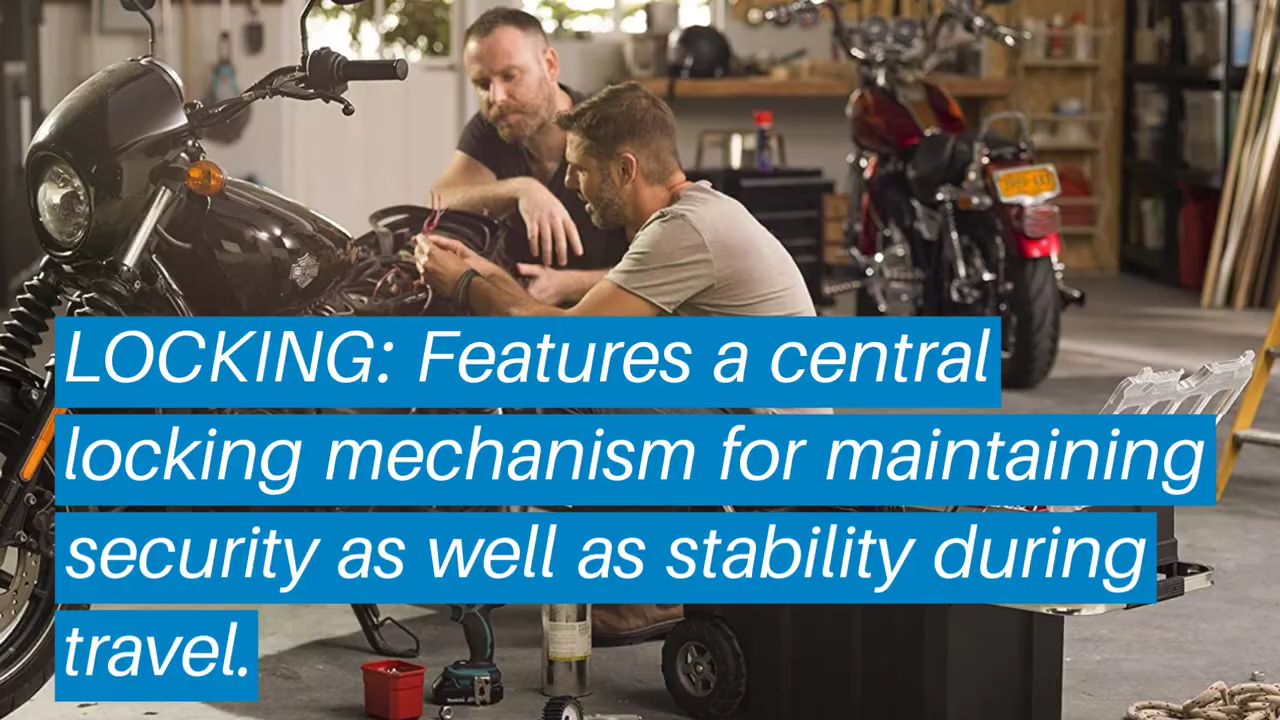 LOCKING: Features a central
locking mechanism for maintaining
security as well as stability during
travel.